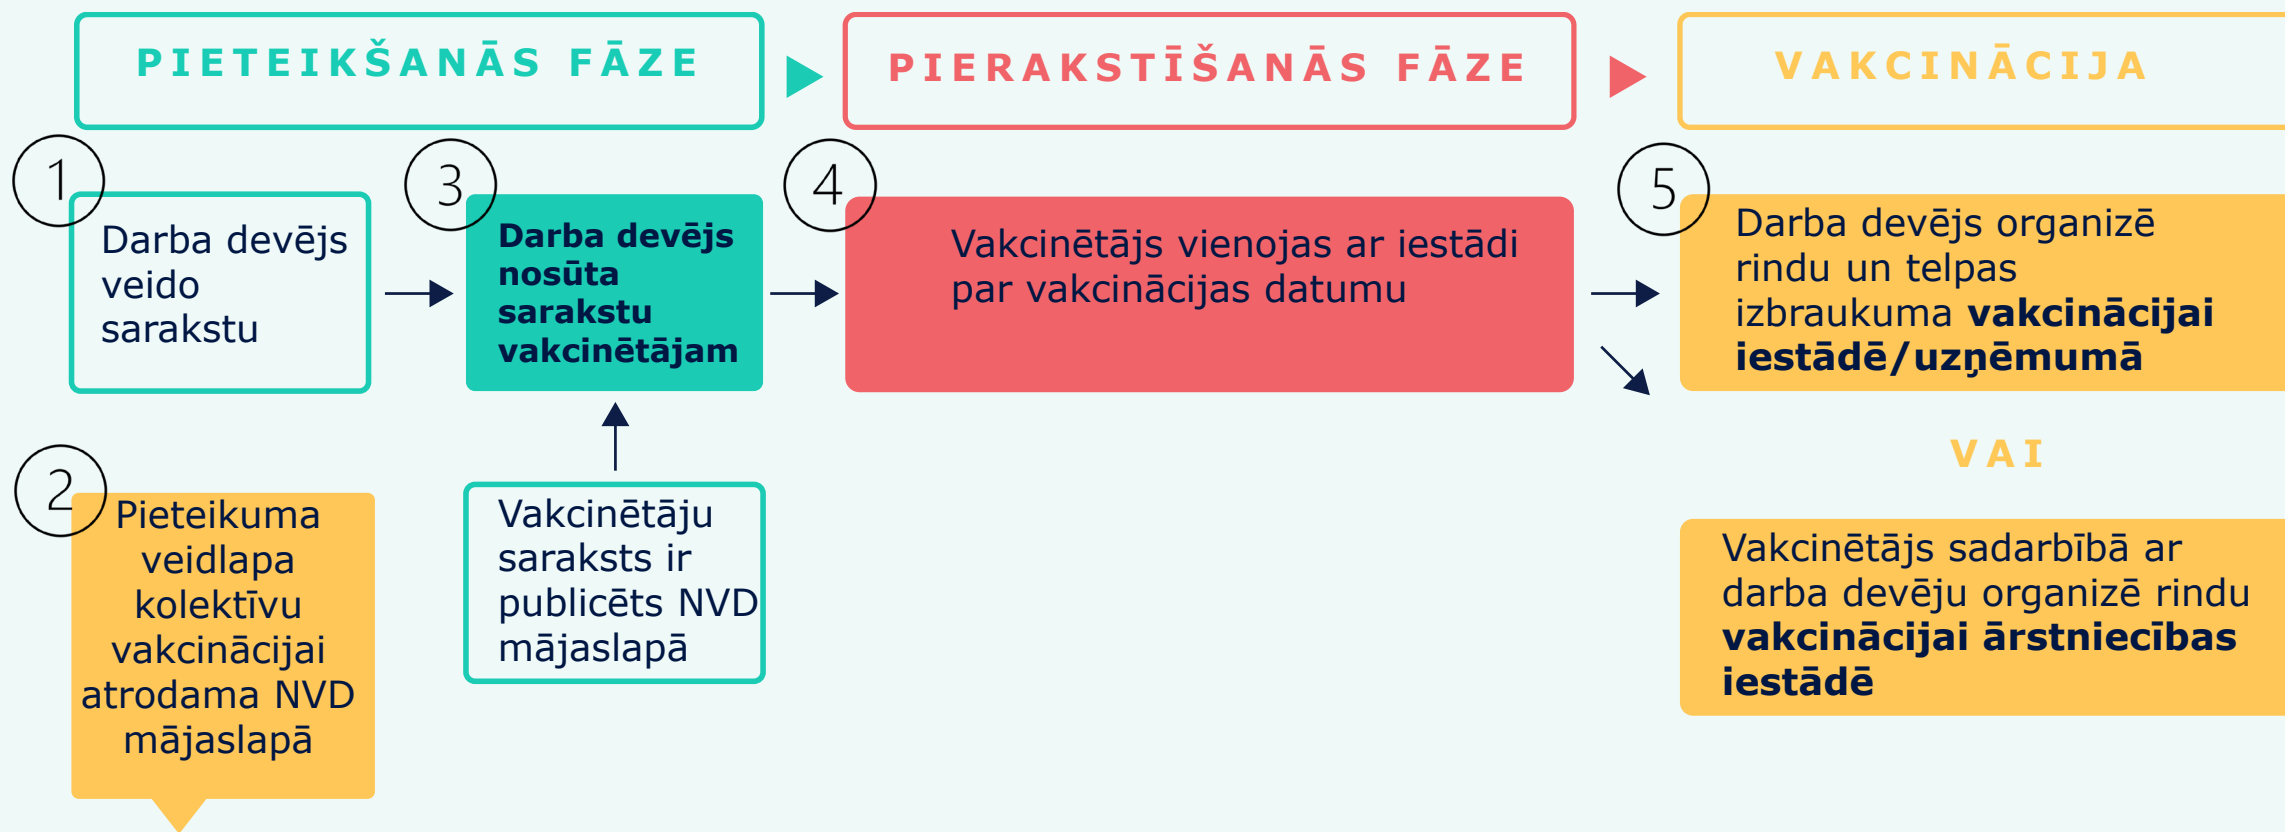 PIETEIKŠANĀS FĀZE
PIERAKSTĪŠANĀS FĀZE
VAKCINĀCIJA
1
Darba devējs
veido
sarakstu
2
Pieteikuma
veidlapa
kolektīvu
vakcinācijai
atrodama NVD
mājaslapā
3
Darba devējs
nosūta
sarakstu
vakcinētājam
Vakcinētāju
saraksts ir
publicēts NVD
mājaslapā
4
Vakcinētājs vienojas ar iestādi
par vakcinācijas datumu
5
Darba devējs organizē
rindu un telpas
izbraukuma vakcinācijai
iestādē/uzņēmumā
VAI
Vakcinētājs sadarbībā ar
darba devēju organizē rindu
vakcinācijai ārstniecības
iestādē